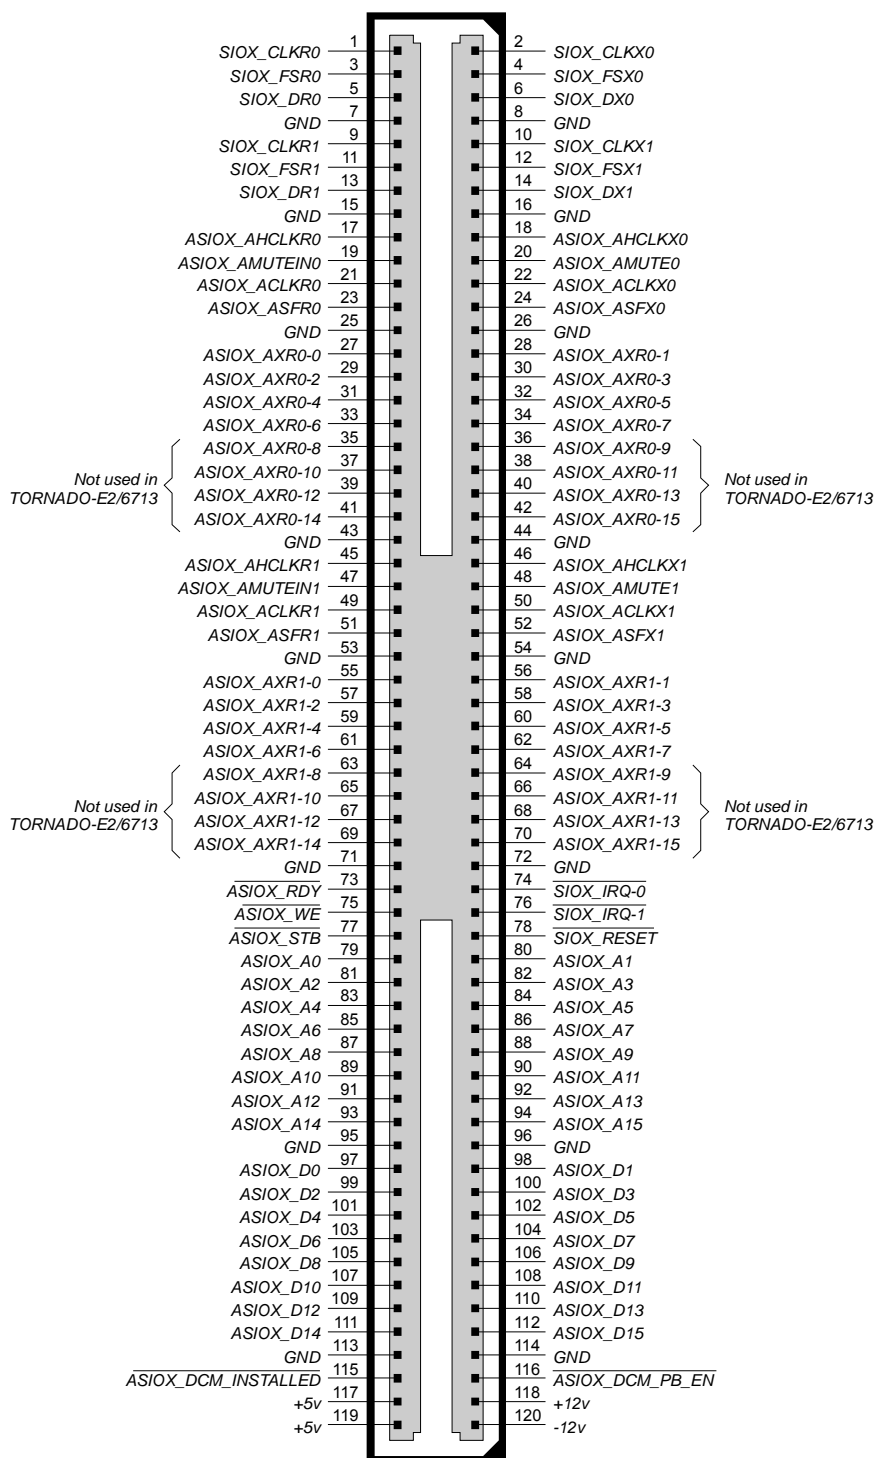 SIOX_CLKR0 1 2 SIOX_CLKX0
SIOX_FSR0 3 4 SIOX_FSX0
SIOX_DR0 5 6 SIOX_DX0
GND 7 8 GND
SIOX_CLKR1 9 10 SIOX_CLKX1
SIOX_FSR1 11 12 SIOX_FSX1
SIOX_DR1 13 14 SIOX_DX1
GND 15 16 GND
ASIOX_AHCLKR0 17 18 ASIOX_AHCLKX0
ASIOX_AMUTEIN0 19 20 ASIOX_AMUTE0
ASIOX_ACLKR0 21 22 ASIOX_ACLKX0
ASIOX_ASFR0 23 24 ASIOX_ASFX0
GND 25 26 GND
ASIOX_AXR0-0 27 28 ASIOX_AXR0-1
ASIOX_AXR0-2 29 30 ASIOX_AXR0-3
ASIOX_AXR0-4 31 32 ASIOX_AXR0-5
ASIOX_AXR0-6 33 34 ASIOX_AXR0-7
ASIOX_AXR0-8 35 36 ASIOX_AXR0-9
Not used in ASIOX_AXR0-10 37 38 ASIOX_AXR0-11 Not used in
TORNADO-E2/6713 ASIOX_AXR0-12 39 40 ASIOX_AXR0-13 TORNADO-E2/6713
ASIOX_AXR0-14 41 42 ASIOX_AXR0-15
GND 43 44 GND
ASIOX_AHCLKR1 45 46 ASIOX_AHCLKX1
ASIOX_AMUTEIN1 47 48 ASIOX_AMUTE1
ASIOX_ACLKR1 49 50 ASIOX_ACLKX1
ASIOX_ASFR1 51 52 ASIOX_ASFX1
GND 53 54 GND
ASIOX_AXR1-0 55 56 ASIOX_AXR1-1
ASIOX_AXR1-2 57 58 ASIOX_AXR1-3
ASIOX_AXR1-4 59 60 ASIOX_AXR1-5
ASIOX_AXR1-6 61 62 ASIOX_AXR1-7
ASIOX_AXR1-8 63 64 ASIOX_AXR1-9
Not used in ASIOX_AXR1-10 65 66 ASIOX_AXR1-11 Not used in
TORNADO-E2/6713 ASIOX_AXR1-12 67 68 ASIOX_AXR1-13 TORNADO-E2/6713
ASIOX_AXR1-14 69 70 ASIOX_AXR1-15
GND 71 72 GND
ASIOX_RDY 73 74 SIOX_IRQ-0
ASIOX_WE 75 76 SIOX_IRQ-1
ASIOX_STB 77 78 SIOX_RESET
ASIOX_A0 79 80 ASIOX_A1
ASIOX_A2 81 82 ASIOX_A3
ASIOX_A4 83 84 ASIOX_A5
ASIOX_A6 85 86 ASIOX_A7
ASIOX_A8 87 88 ASIOX_A9
ASIOX_A10 89 90 ASIOX_A11
ASIOX_A12 91 92 ASIOX_A13
ASIOX_A14 93 94 ASIOX_A15
GND 95 96 GND
ASIOX_D0 97 98 ASIOX_D1
ASIOX_D2 99 100 ASIOX_D3
ASIOX_D4 101 102 ASIOX_D5
ASIOX_D6 103 104 ASIOX_D7
ASIOX_D8 105 106 ASIOX_D9
ASIOX_D10 107 108 ASIOX_D11
ASIOX_D12 109 110 ASIOX_D13
ASIOX_D14 111 112 ASIOX_D15
GND 113 114 GND
ASIOX_DCM_INSTALLED 115 116 ASIOX_DCM_PB_EN
+5v 117 118 +12v
+5v 119 120 -12v